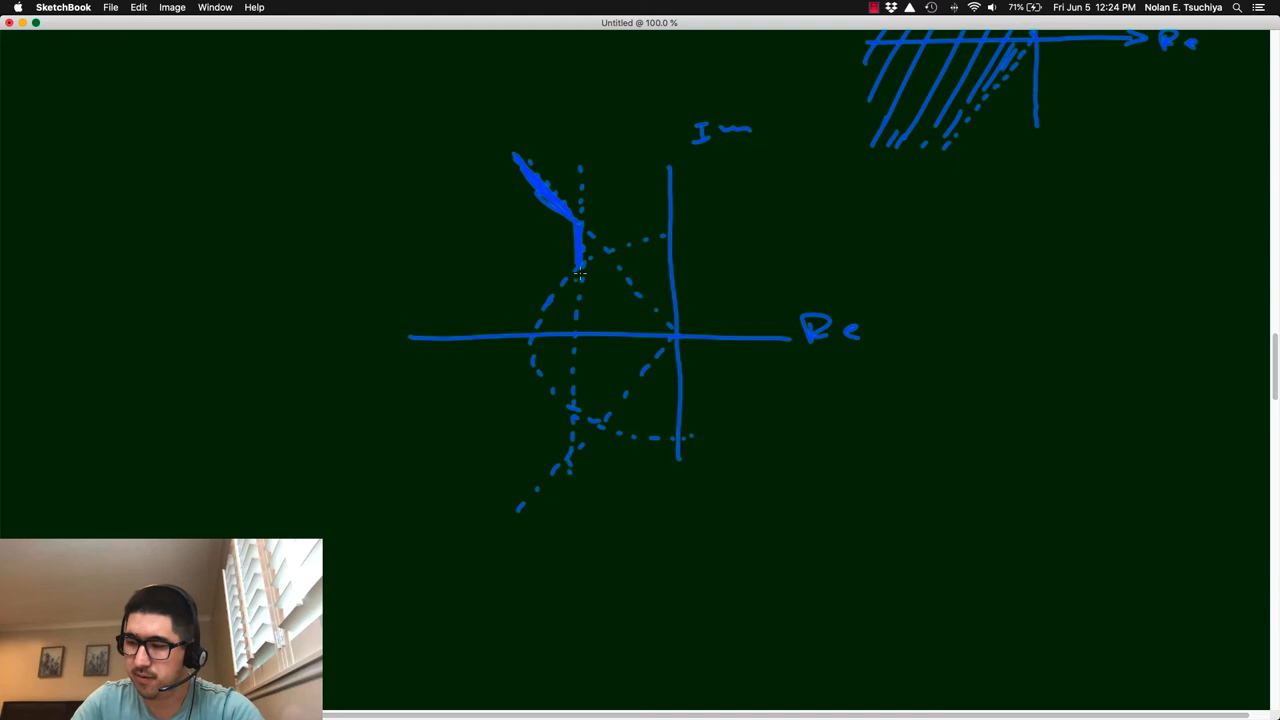 SketchBook File Edit Image Window Help 71% Fri Jun 5 12:24 PM Nolan E. Tsuchiya
Untitled @ 100.0 %
Re
Im
Re